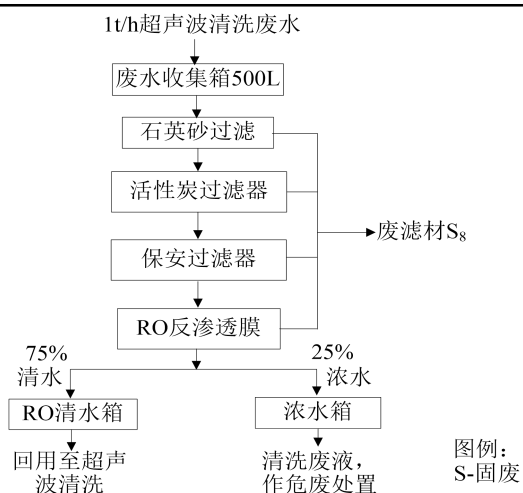 1t/h超声波清洗废水
废水收集箱500L
石英砂过滤
活性炭过滤器
废滤材S₈
保安过滤器
RO反渗透膜
75%
清水
25%
浓水
RO清水箱
浓水箱
回用至超声
波清洗
清洗废液，
作危废处置
图例：
S-固废